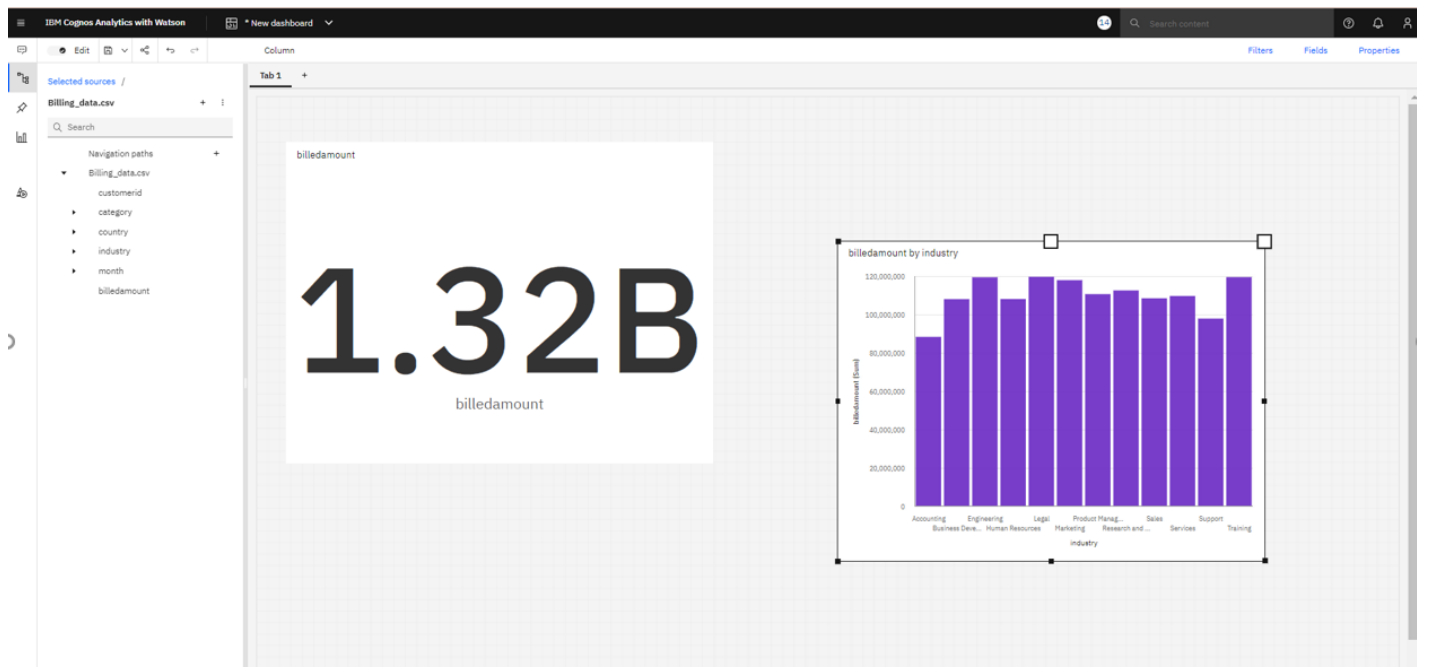 IBM Cognos Analytics with Watson
* New dashboard
14
Search content
Edit
Column
Filters
Fields
Properties
Selected sources /
Tab 1 +
Billing_data.csv
Search
Navigation paths
Billing_data.csv
customerid
category
country
industry
month
billedamount
billedamount
1.32B
billedamount
billedamount by industry
120,000,000
100,000,000
80,000,000
60,000,000
40,000,000
20,000,000
0
billedamount (Sum)
Accounting Engineering Legal Product Manag... Sales Support
Business Deve... Human Resources Marketing Research and ... Services Training
industry